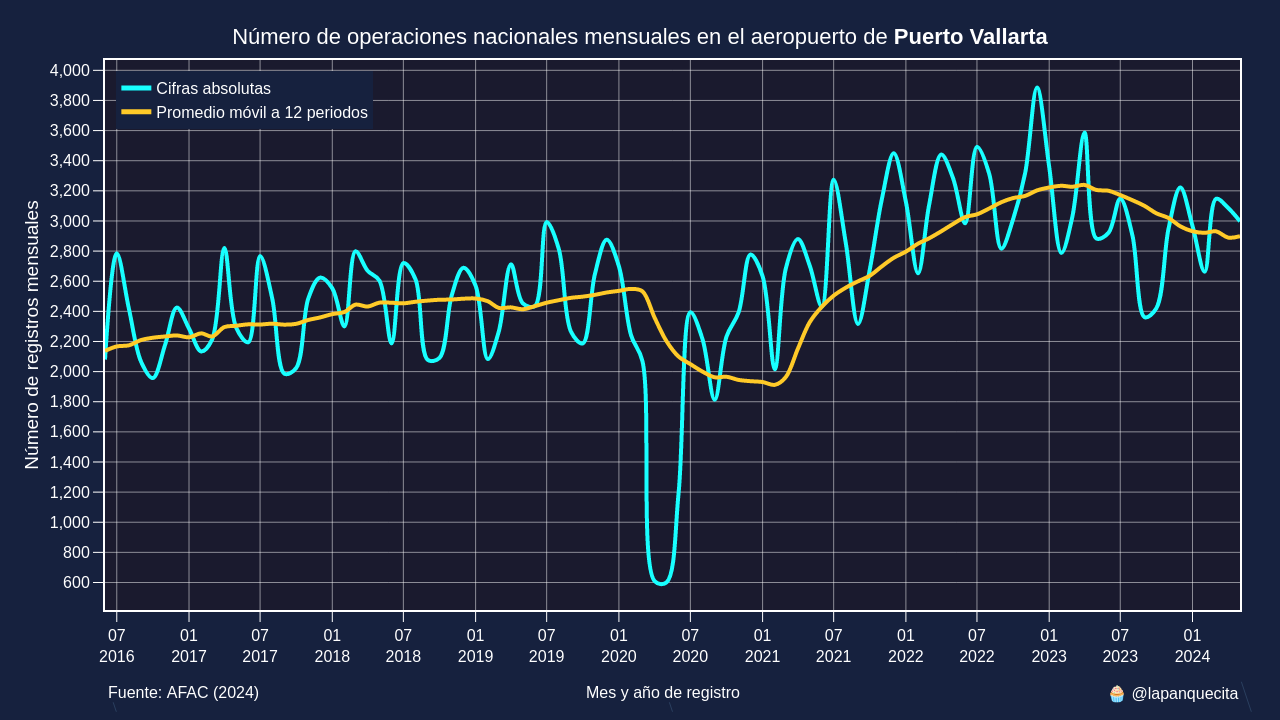 Número de operaciones nacionales mensuales en el aeropuerto de Puerto Vallarta
Cifras absolutas
Promedio móvil a 12 periodos
Número de registros mensuales
4,000
3,800
3,600
3,400
3,200
3,000
2,800
2,600
2,400
2,200
2,000
1,800
1,600
1,400
1,200
1,000
800
600
07 01 07 01 07 01 07 01 07 01 07 01 07 01 07 01
2016 2017 2017 2018 2018 2019 2019 2020 2020 2021 2021 2022 2022 2023 2023 2024
Fuente: AFAC (2024)
Mes y año de registro
🧁 @lapanquecita